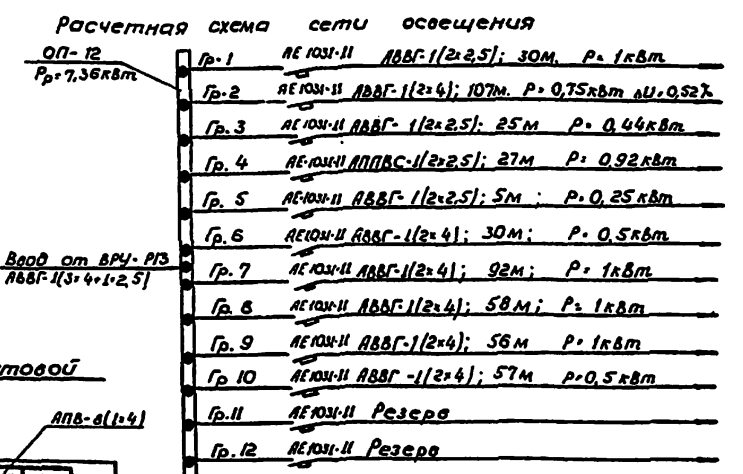 Расчетная схема сети освещения
ОП-12
Рр=7,36кВт
Гр.1 АЕ1031-11 АВВГ-1(2х2,5); 30м. Р=1кВт
Гр.2 АЕ1031-11 АВВГ-1(2х4); 107м. Р=0,75кВт ΔU=0,52%
Гр.3 АЕ1031-11 АВВГ-1(2х2,5); 25м Р=0,44кВт
Гр.4 АЕ-1031-11 АППВС-1(2х2,5); 27м Р=0,92кВт
Гр.5 АЕ-1031-11 АВВГ-1(2х2,5); 5м; Р=0,25кВт
Гр.6 АЕ1031-11 АВВГ-1(2х4); 30м; Р=0,5кВт
Ввод от ВРУ-Р13
АВВГ-1(3х4+1х2,5)
Гр.7 АЕ1031-11 АВВГ-1(2х4); 92м; Р=1кВт
Гр.8 АЕ1031-11 АВВГ-1(2х4); 58м; Р=1кВт
Гр.9 АЕ1031-11 АВВГ-1(2х4); 56м Р=1кВт
товой
Гр10 АЕ1031-11 АВВГ-1(2х4); 57м Р=0,5кВт
АПВ-8(1х4)
Гр.11 АЕ1031-11 Резерв
Гр.12 АЕ1031-11 Резерв